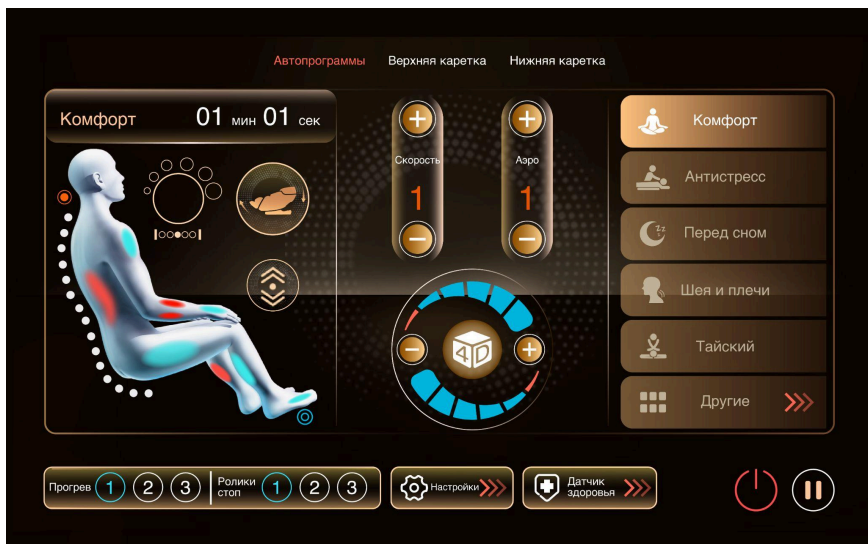 Автопрограммы
Верхняя каретка
Нижняя каретка
Комфорт
01 мин 01 сек
Скорость
1
Аэро
1
4D
Комфорт
Антистресс
Перед сном
Шея и плечи
Тайский
Другие
Прогрев 1 2 3
Ролики
стоп 1 2 3
Настройки
Датчик
здоровья